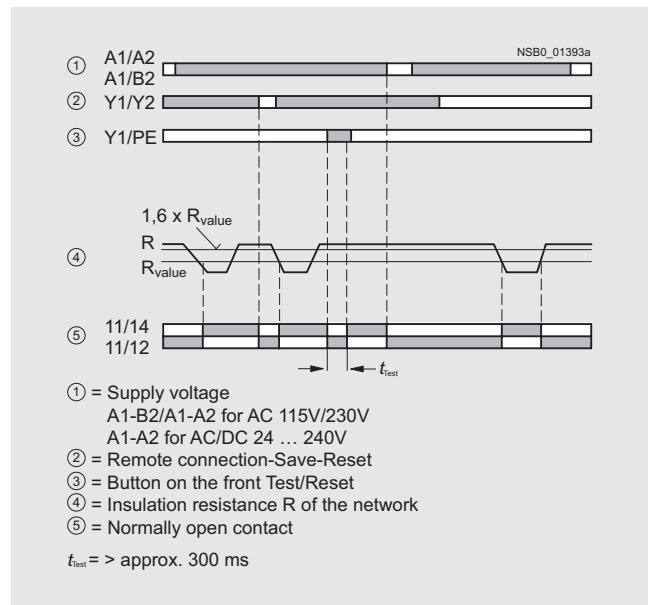 NSB0_01393a
① A1/A2
A1/B2
② Y1/Y2
③ Y1/PE
1,6 x Rvalue
④ R
Rvalue
⑤ 11/14
11/12
tTest
① = Supply voltage
A1-B2/A1-A2 for AC 115V/230V
A1-A2 for AC/DC 24 … 240V
② = Remote connection-Save-Reset
③ = Button on the front Test/Reset
④ = Insulation resistance R of the network
⑤ = Normally open contact
tTest = > approx. 300 ms